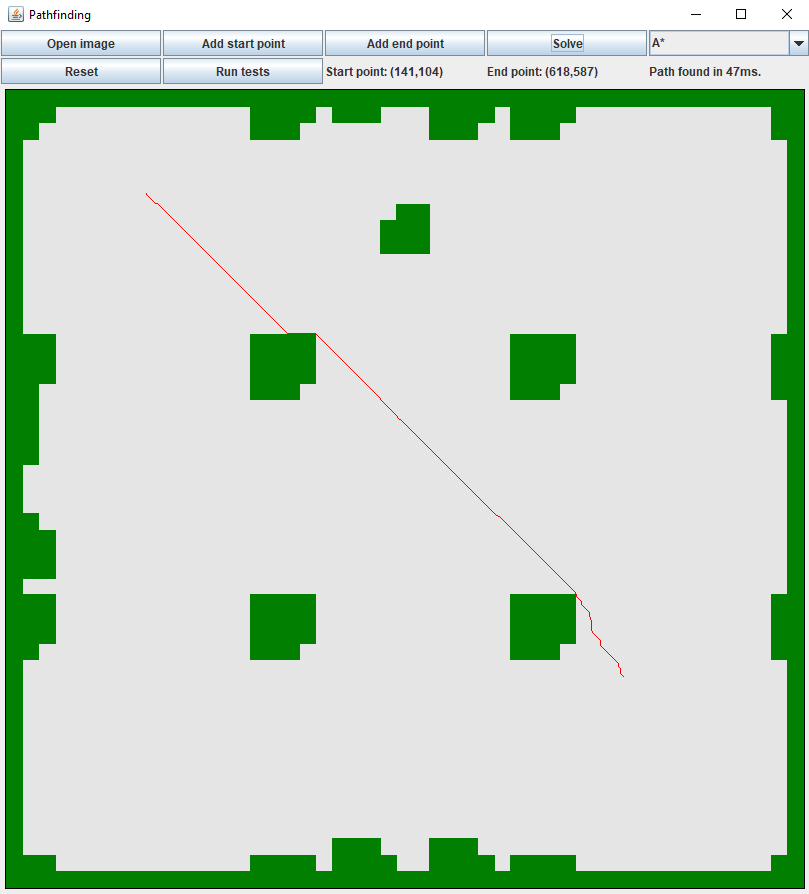 Pathfinding
Open image Add start point Add end point Solve A*
Reset Run tests Start point: (141,104) End point: (618,587) Path found in 47ms.